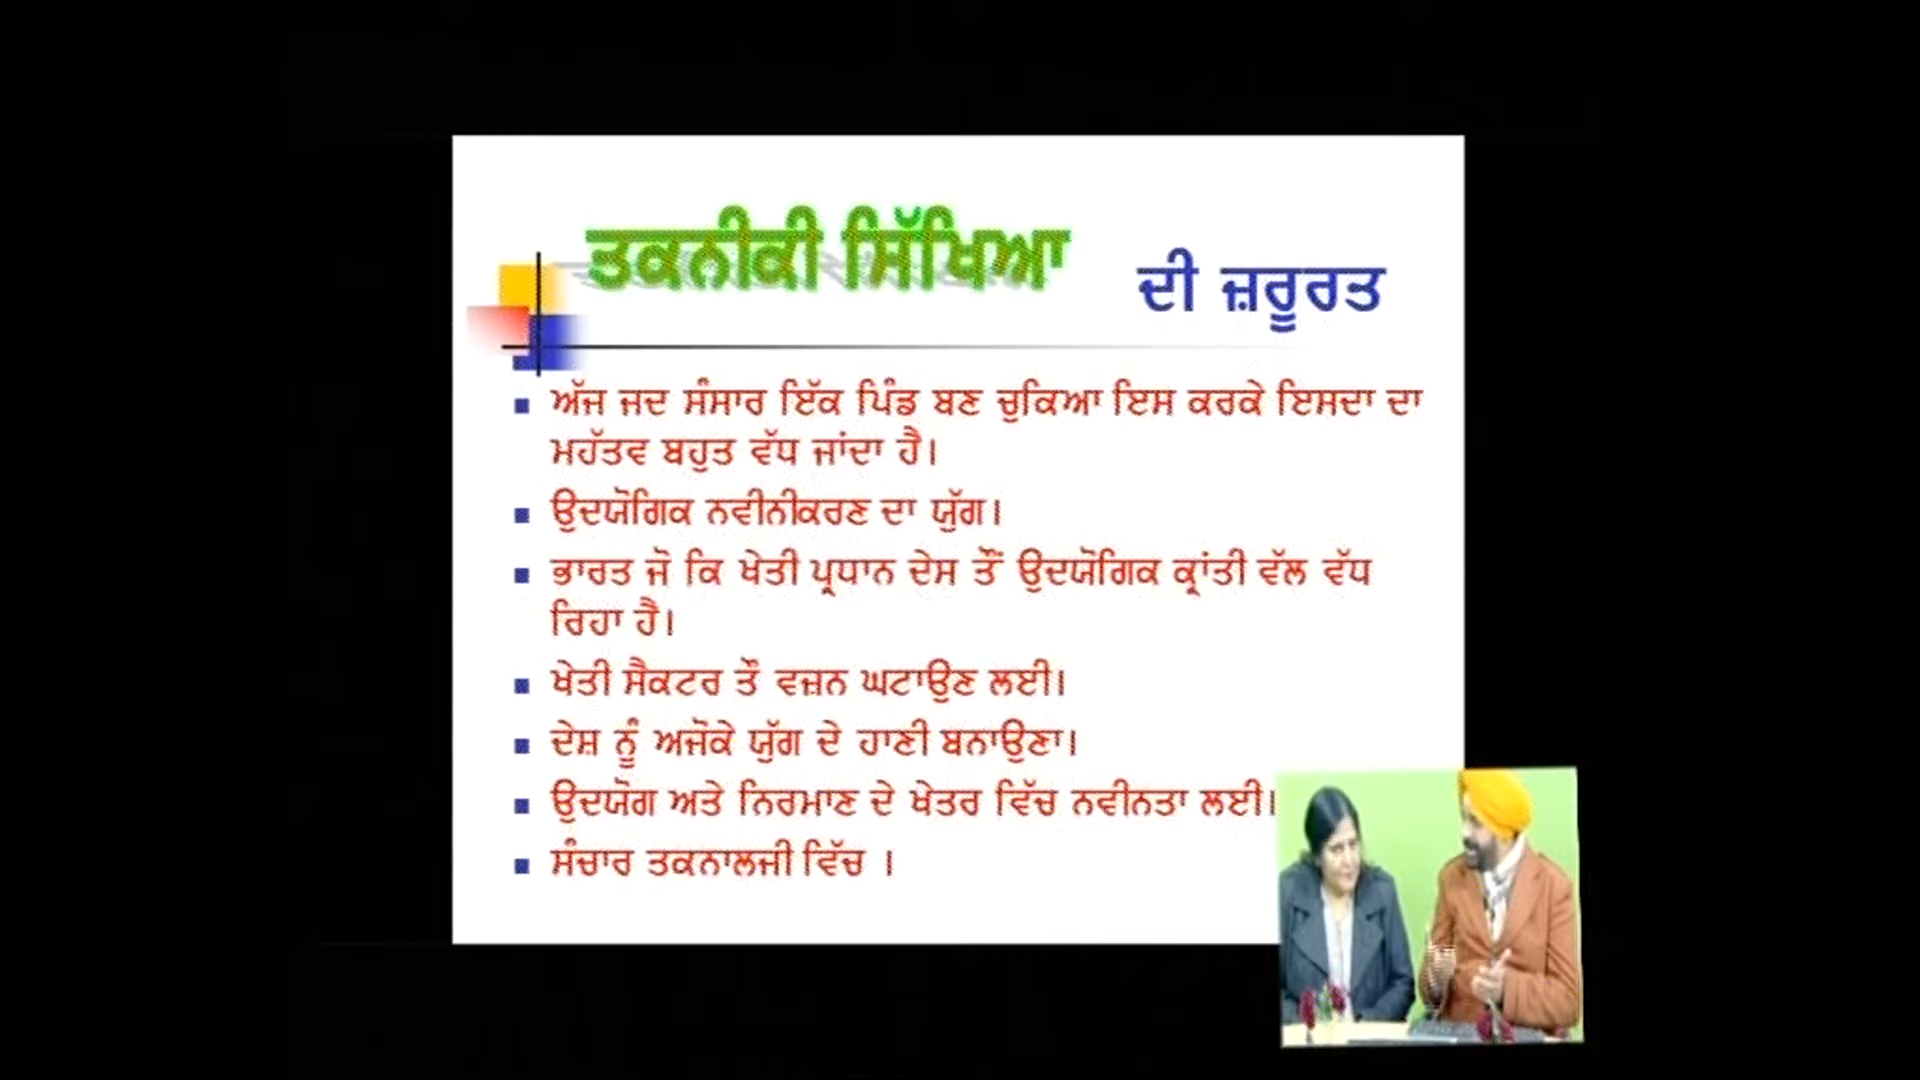 ਤਕਨੀਕੀ ਸਿੱਖਿਆ ਦੀ ਜ਼ਰੂਰਤ
ਅੱਜ ਜਦ ਸੰਸਾਰ ਇੱਕ ਪਿੰਡ ਬਣ ਚੁਕਿਆ ਇਸ ਕਰਕੇ ਇਸਦਾ ਦਾ
ਮਹੱਤਵ ਬਹੁਤ ਵੱਧ ਜਾਂਦਾ ਹੈ।
ਉਦਯੋਗਿਕ ਨਵੀਨੀਕਰਣ ਦਾ ਯੁੱਗ।
ਭਾਰਤ ਜੋ ਕਿ ਖੇਤੀ ਪ੍ਰਧਾਨ ਦੇਸ ਤੋਂ ਉਦਯੋਗਿਕ ਕ੍ਰਾਂਤੀ ਵੱਲ ਵੱਧ
ਰਿਹਾ ਹੈ।
ਖੇਤੀ ਸੈਕਟਰ ਤੋਂ ਵਜ਼ਨ ਘਟਾਉਣ ਲਈ।
ਦੇਸ਼ ਨੂੰ ਅਜੋਕੇ ਯੁੱਗ ਦੇ ਹਾਣੀ ਬਨਾਉਣਾ।
ਉਦਯੋਗ ਅਤੇ ਨਿਰਮਾਣ ਦੇ ਖੇਤਰ ਵਿੱਚ ਨਵੀਨਤਾ ਲਈ।
ਸੰਚਾਰ ਤਕਨਾਲਜੀ ਵਿੱਚ ।